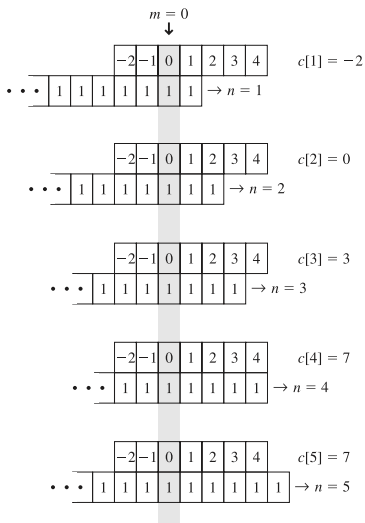 m = 0
↓
-2 -1 0 1 2 3 4 c[1] = -2
• • • 1 1 1 1 1 1 1 → n = 1
-2 -1 0 1 2 3 4 c[2] = 0
• • • 1 1 1 1 1 1 1 → n = 2
-2 -1 0 1 2 3 4 c[3] = 3
• • • 1 1 1 1 1 1 1 → n = 3
-2 -1 0 1 2 3 4 c[4] = 7
• • • 1 1 1 1 1 1 1 → n = 4
-2 -1 0 1 2 3 4 c[5] = 7
• • • 1 1 1 1 1 1 1 1 1 → n = 5